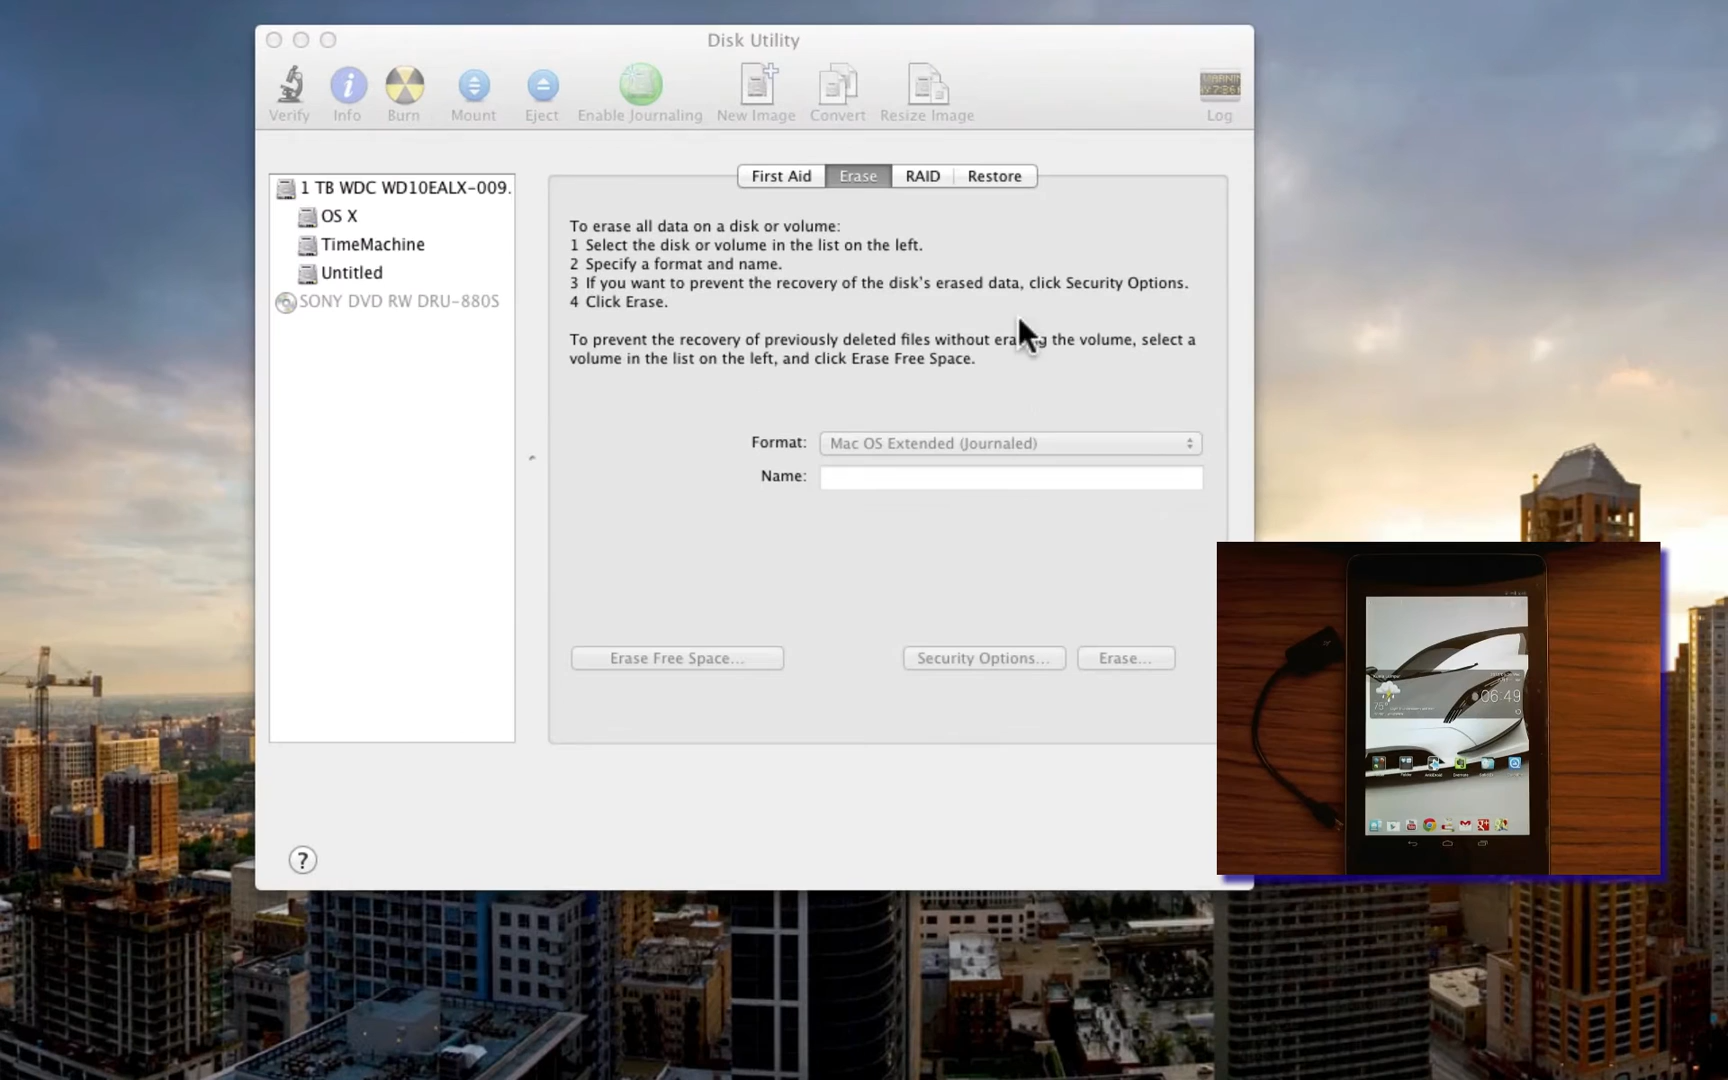 Disk Utility
Verify
Info
Burn
Mount
Eject
Enable Journaling
New Image
Convert
Resize Image
Log
1 TB WDC WD10EALX-009.
OS X
TimeMachine
Untitled
SONY DVD RW DRU-880S
First Aid
Erase
RAID
Restore
To erase all data on a disk or volume:
1 Select the disk or volume in the list on the left.
2 Specify a format and name.
3 If you want to prevent the recovery of the disk's erased data, click Security Options.
4 Click Erase.
To prevent the recovery of previously deleted files without the volume, select a
volume in the list on the left, and click Erase Free Space.
Format:
Mac OS Extended (Journaled)
Name:
Erase Free Space...
Security Options...
Erase...
?
06:49